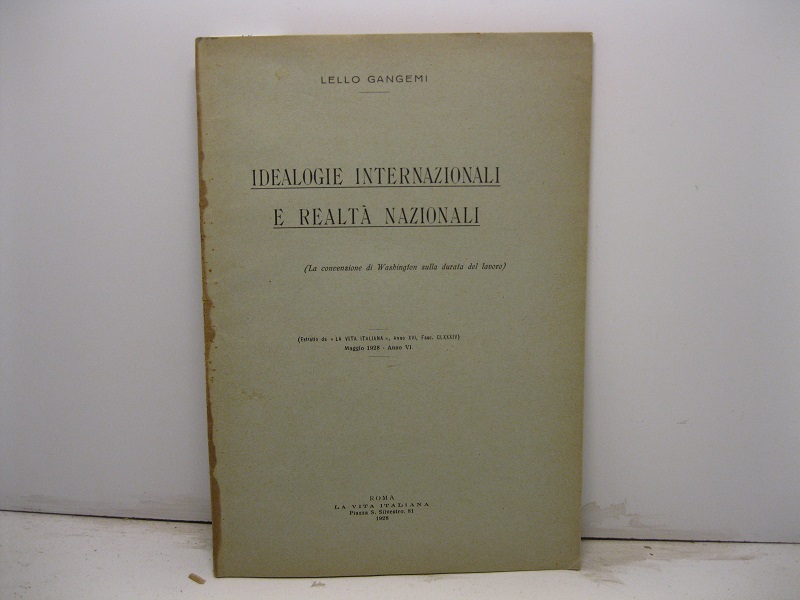 LELLO GANGEMI
IDEALOGIE INTERNAZIONALI
E REALTÀ NAZIONALI
(La convenzione di Washington sulla durata del lavoro)
(Estratto da « LA VITA ITALIANA », Anno XVI, Fasc. CLXXXIV)
Maggio 1928 - Anno VI
ROMA
LA VITA ITALIANA
Piazza S. Silvestro, 81
1928